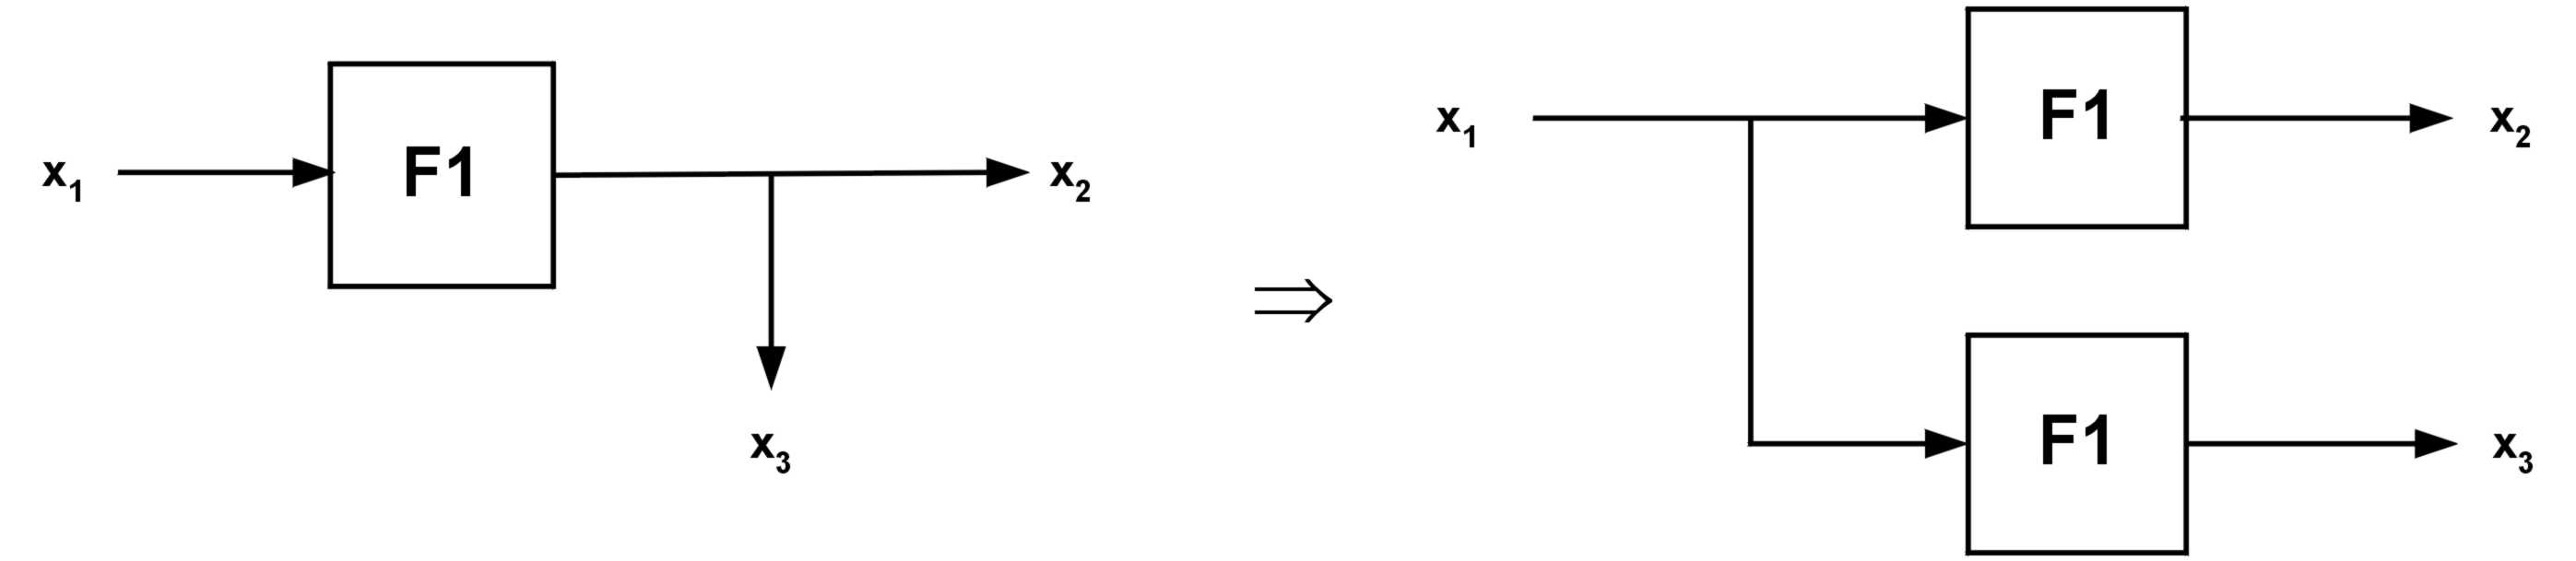 x₁ F1 x₂
x₃
⇒
x₁ F1 x₂
F1 x₃